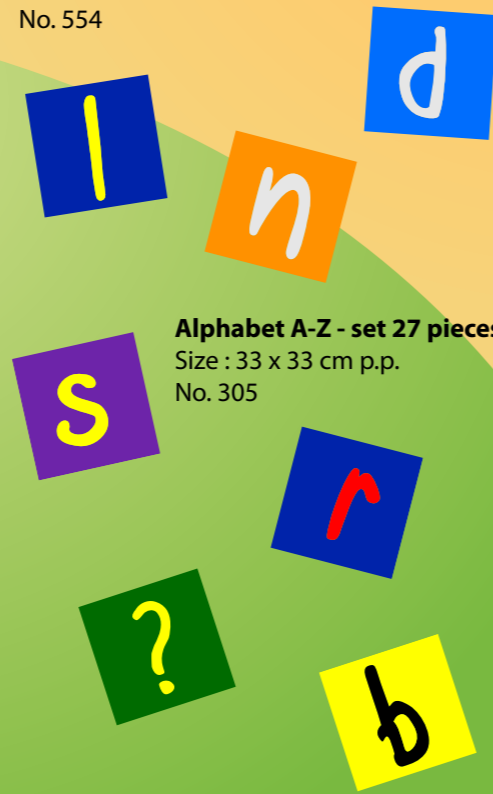 No. 554
d
l
n
Alphabet A-Z - set 27 pieces
Size : 33 x 33 cm p.p.
No. 305
s
r
?
b